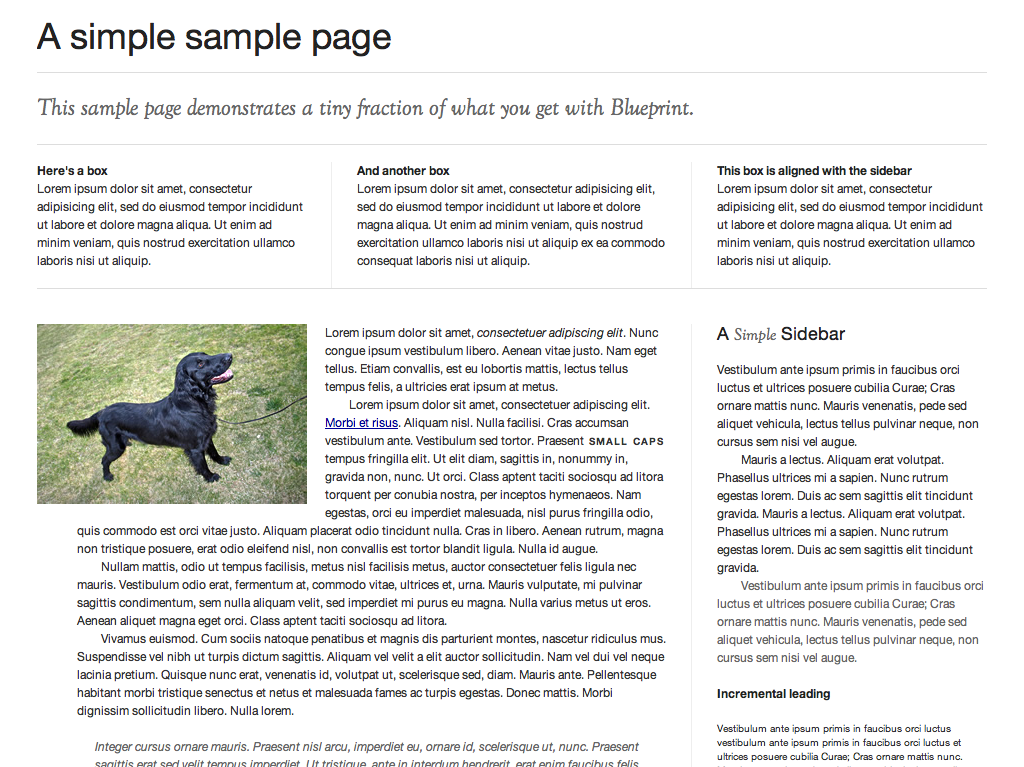 A simple sample page
This sample page demonstrates a tiny fraction of what you get with Blueprint.
Here's a box
Lorem ipsum dolor sit amet, consectetur
adipisicing elit, sed do eiusmod tempor incididunt
ut labore et dolore magna aliqua. Ut enim ad
minim veniam, quis nostrud exercitation ullamco
laboris nisi ut aliquip.
And another box
Lorem ipsum dolor sit amet, consectetur adipisicing elit,
sed do eiusmod tempor incididunt ut labore et dolore
magna aliqua. Ut enim ad minim veniam, quis nostrud
exercitation ullamco laboris nisi ut aliquip ex ea commodo
consequat laboris nisi ut aliquip.
This box is aligned with the sidebar
Lorem ipsum dolor sit amet, consectetur
adipisicing elit, sed do eiusmod tempor incididunt
ut labore et dolore magna aliqua. Ut enim ad
minim veniam, quis nostrud exercitation ullamco
laboris nisi ut aliquip.
Lorem ipsum dolor sit amet, consectetuer adipiscing elit. Nunc
congue ipsum vestibulum libero. Aenean vitae justo. Nam eget
tellus. Etiam convallis, est eu lobortis mattis, lectus tellus
tempus felis, a ultricies erat ipsum at metus.
Lorem ipsum dolor sit amet, consectetuer adipiscing elit.
Morbi et risus. Aliquam nisl. Nulla facilisi. Cras accumsan
vestibulum ante. Vestibulum sed tortor. Praesent SMALL CAPS
tempus fringilla elit. Ut elit diam, sagittis in, nonummy in,
gravida non, nunc. Ut orci. Class aptent taciti sociosqu ad litora
torquent per conubia nostra, per inceptos hymenaeos. Nam
egestas, orci eu imperdiet malesuada, nisl purus fringilla odio,
quis commodo est orci vitae justo. Aliquam placerat odio tincidunt nulla. Cras in libero. Aenean rutrum, magna
non tristique posuere, erat odio eleifend nisl, non convallis est tortor blandit ligula. Nulla id augue.
Nullam mattis, odio ut tempus facilisis, metus nisl facilisis metus, auctor consectetuer felis ligula nec
mauris. Vestibulum odio erat, fermentum at, commodo vitae, ultrices et, urna. Mauris vulputate, mi pulvinar
sagittis condimentum, sem nulla aliquam velit, sed imperdiet mi purus eu magna. Nulla varius metus ut eros.
Aenean aliquet magna eget orci. Class aptent taciti sociosqu ad litora.
Vivamus euismod. Cum sociis natoque penatibus et magnis dis parturient montes, nascetur ridiculus mus.
Suspendisse vel nibh ut turpis dictum sagittis. Aliquam vel velit a elit auctor sollicitudin. Nam vel dui vel neque
lacinia pretium. Quisque nunc erat, venenatis id, volutpat ut, scelerisque sed, diam. Mauris ante. Pellentesque
habitant morbi tristique senectus et netus et malesuada fames ac turpis egestas. Donec mattis. Morbi
dignissim sollicitudin libero. Nulla lorem.
Integer cursus ornare mauris. Praesent nisl arcu, imperdiet eu, ornare id, scelerisque ut, nunc. Praesent
sagittis erat sed velit tempus imperdiet. Ut tristique, ante in interdum hendrerit, erat enim faucibus felis,
A Simple Sidebar
Vestibulum ante ipsum primis in faucibus orci
luctus et ultrices posuere cubilia Curae; Cras
ornare mattis nunc. Mauris venenatis, pede sed
aliquet vehicula, lectus tellus pulvinar neque, non
cursus sem nisi vel augue.
Mauris a lectus. Aliquam erat volutpat.
Phasellus ultrices mi a sapien. Nunc rutrum
egestas lorem. Duis ac sem sagittis elit tincidunt
gravida. Mauris a lectus. Aliquam erat volutpat.
Phasellus ultrices mi a sapien. Nunc rutrum
egestas lorem. Duis ac sem sagittis elit tincidunt
gravida.
Vestibulum ante ipsum primis in faucibus orci
luctus et ultrices posuere cubilia Curae; Cras
ornare mattis nunc. Mauris venenatis, pede sed
aliquet vehicula, lectus tellus pulvinar neque, non
cursus sem nisi vel augue.
Incremental leading
Vestibulum ante ipsum primis in faucibus orci luctus
vestibulum ante ipsum primis in faucibus orci luctus et
ultrices posuere cubilia Curae; Cras ornare mattis nunc.